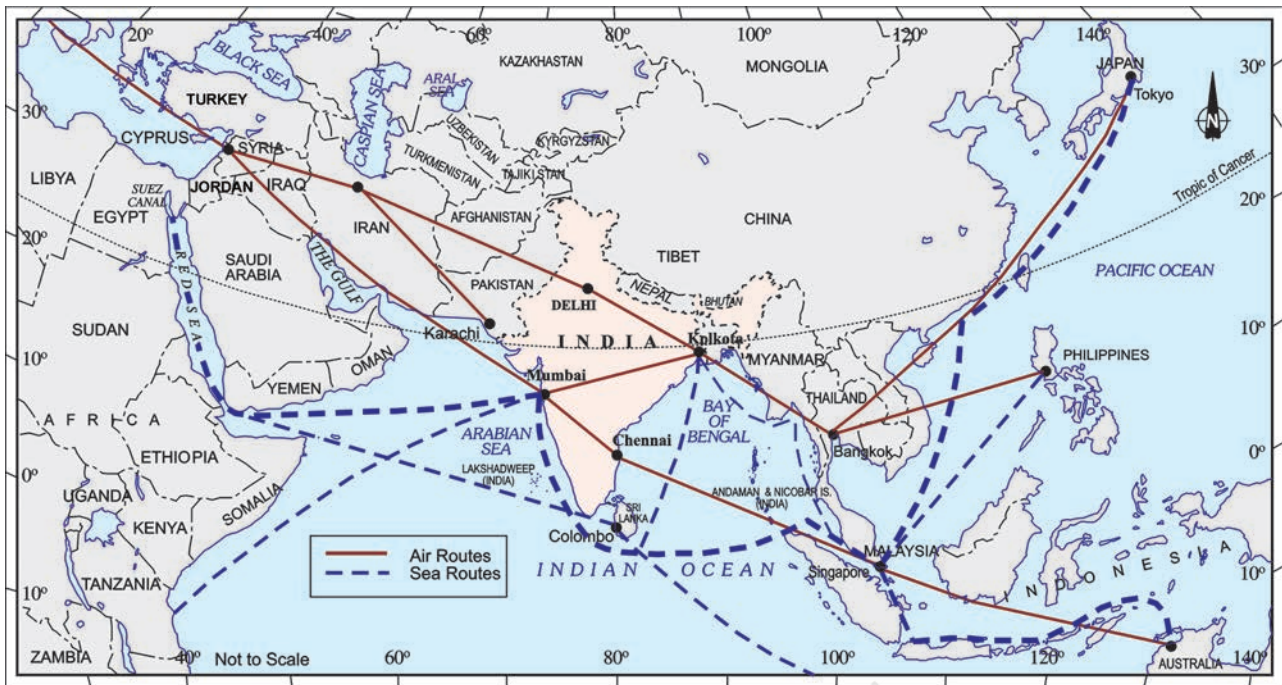 20º
40º
60º
80º
100º
120º
140º
BLACK SEA
CASPIAN SEA
ARAL
SEA
KAZAKHSTAN
MONGOLIA
JAPAN
30º
Tokyo
N
TURKEY
UZBEKISTAN
KYRGYZSTAN
30º
CYPRUS
SYRIA
TURKMENISTAN
TAJIKISTAN
Tropic of Cancer
LIBYA
SUEZ
CANAL
JORDAN
IRAQ
20º
EGYPT
IRAN
AFGHANISTAN
CHINA
20º
SAUDI
ARABIA
THE GULF
PAKISTAN
TIBET
PACIFIC OCEAN
RED SEA
DELHI
NEPAL
BHUTAN
SUDAN
Karachi
INDIA
Kolkota
10º
10º
OMAN
MYANMAR
PHILIPPINES
YEMEN
Mumbai
THAILAND
AFRICA
ARABIAN
SEA
BAY
OF
BENGAL
Chennai
Bangkok
0º
ETHIOPIA
LAKSHADWEEP
(INDIA)
0º
UGANDA
SOMALIA
ANDAMAN & NICOBAR IS.
(INDIA)
KENYA
SRI
LANKA
Colombo
MALAYSIA
Air Routes
Sea Routes
INDIAN OCEAN
Singapore
INDONESIA
10º
TANZANIA
10º
ZAMBIA
40º
Not to Scale
60º
80º
100º
120º
140º
AUSTRALIA